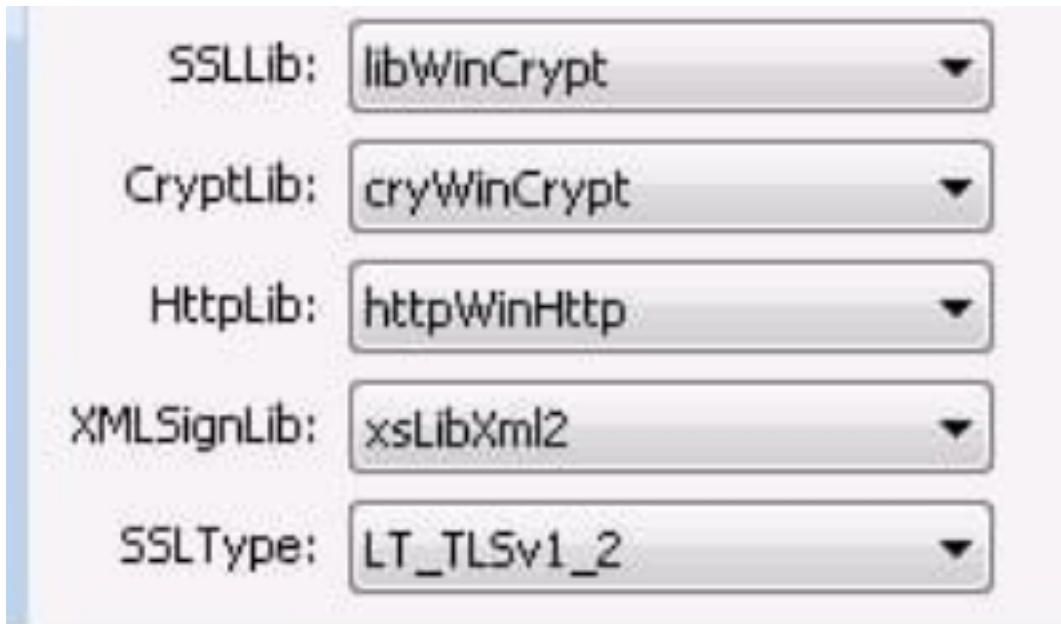 SSLLib: libWinCrypt
CryptLib: cryWinCrypt
HttpLib: httpWinHttp
XMLSignLib: xsLibXml2
SSLType: LT_TLSv1_2